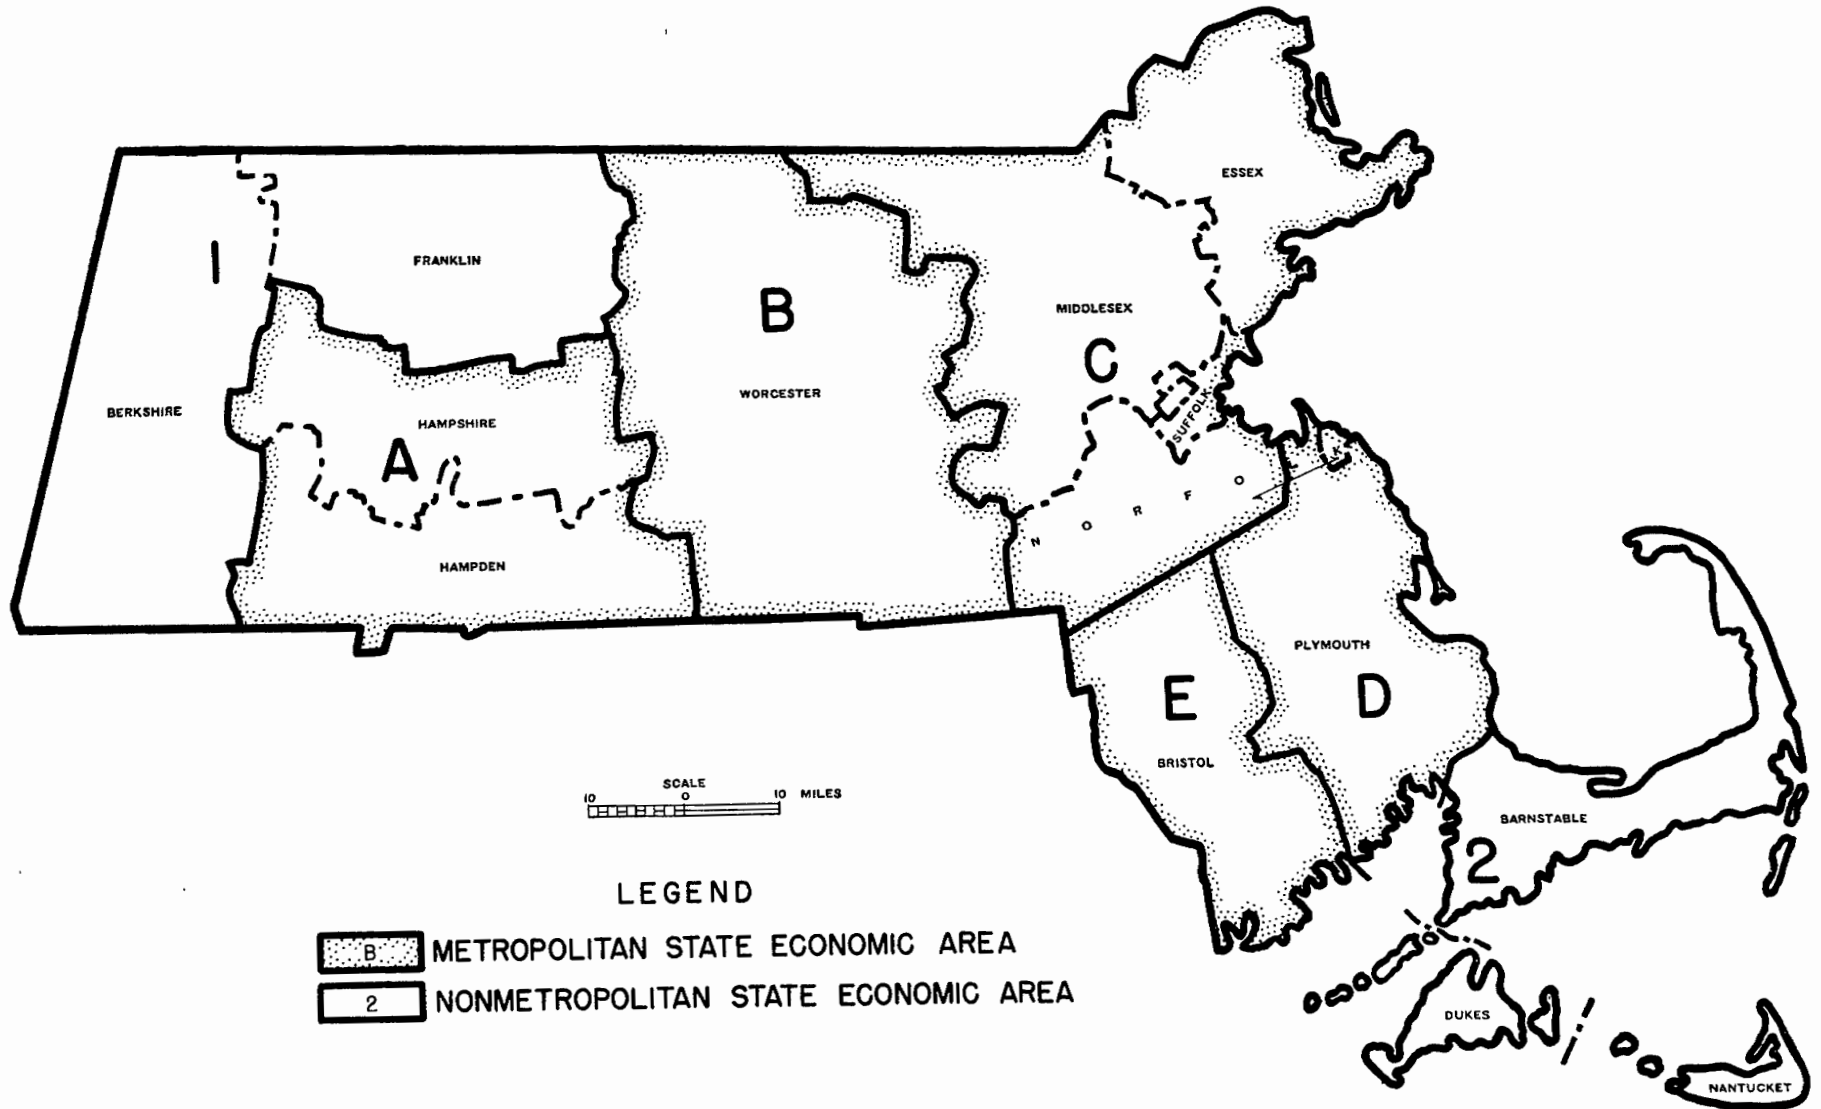 ESSEX
FRANKLIN
1
B
MIDDLESEX
C
WORCESTER
BERKSHIRE
HAMPSHIRE
SUFFOLK
A
NORFOLK
HAMPDEN
PLYMOUTH
E
D
BRISTOL
SCALE
10 0 10 MILES
BARNSTABLE
2
LEGEND
B METROPOLITAN STATE ECONOMIC AREA
2 NONMETROPOLITAN STATE ECONOMIC AREA
DUKES
NANTUCKET